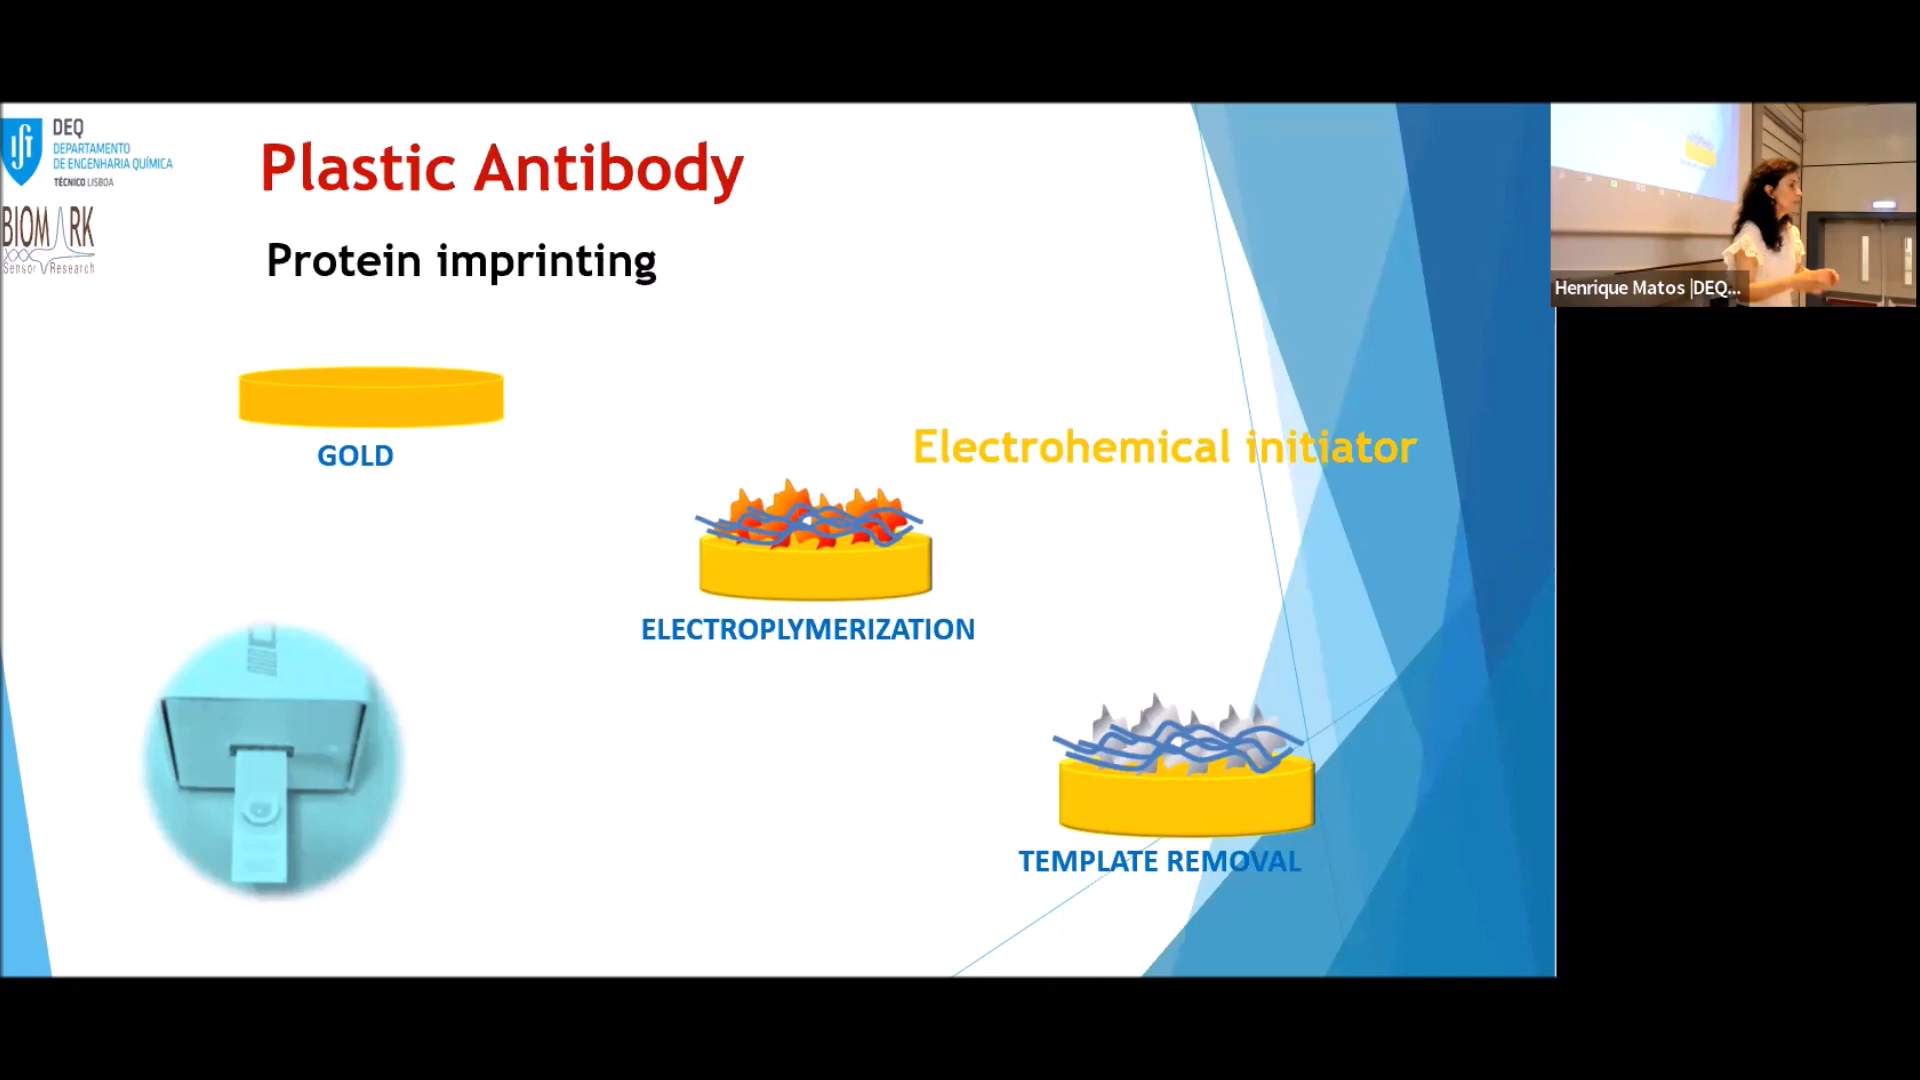 DEQ
DEPARTAMENTO
DE ENGENHARIA QUÍMICA
TÉCNICO LISBOA
BIOMARK
Sensor Research
Plastic Antibody
Protein imprinting
GOLD
Electrohemical initiator
ELECTROPLYMERIZATION
TEMPLATE REMOVAL
Henrique Matos |DEQ...